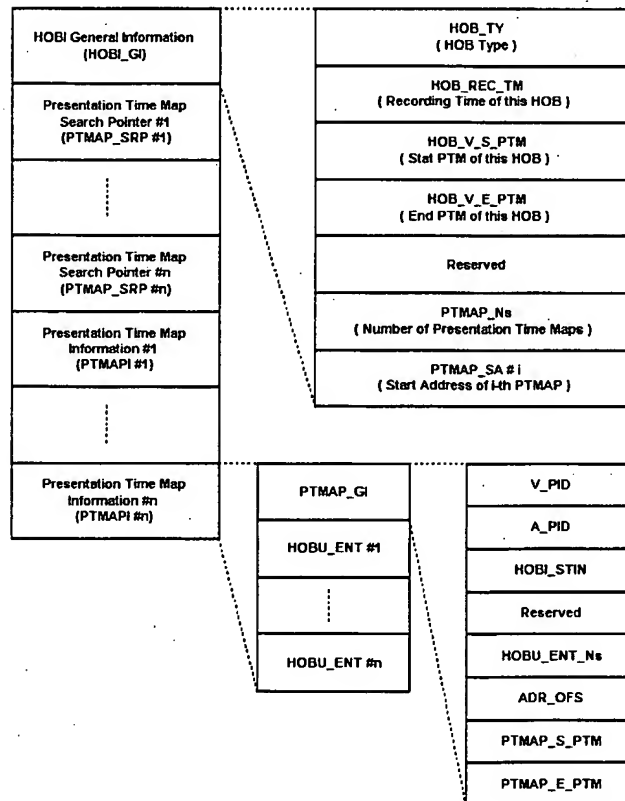 HOBI General Information
(HOBI_GI)
Presentation Time Map
Search Pointer #1
(PTMAP_SRP #1)
Presentation Time Map
Search Pointer #n
(PTMAP_SRP #n)
Presentation Time Map
Information #1
(PTMAPI #1)
Presentation Time Map
Information #n
(PTMAPI #n)
HOB_TY
( HOB Type )
HOB_REC_TM
( Recording Time of this HOB )
HOB_V_S_PTM
( Stat PTM of this HOB )
HOB_V_E_PTM
( End PTM of this HOB )
Reserved
PTMAP_Ns
( Number of Presentation Time Maps )
PTMAP_SA # i
( Start Address of i-th PTMAP )
PTMAP_GI
HOBU_ENT #1
HOBU_ENT #n
V_PID
A_PID
HOBI_STIN
Reserved
HOBU_ENT_Ns
ADR_OFS
PTMAP_S_PTM
PTMAP_E_PTM